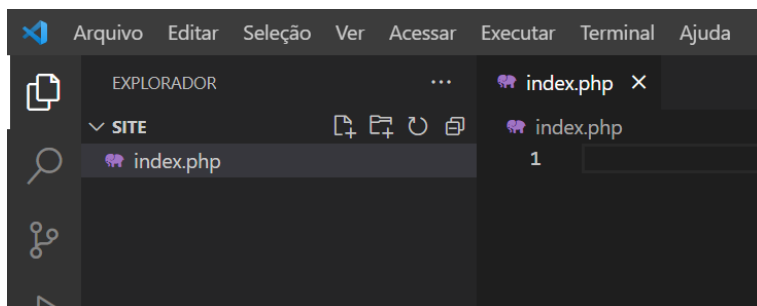 Arquivo Editar Seleção Ver Acessar Executar Terminal Ajuda
EXPLORADOR ... index.php
SITE index.php
index.php 1